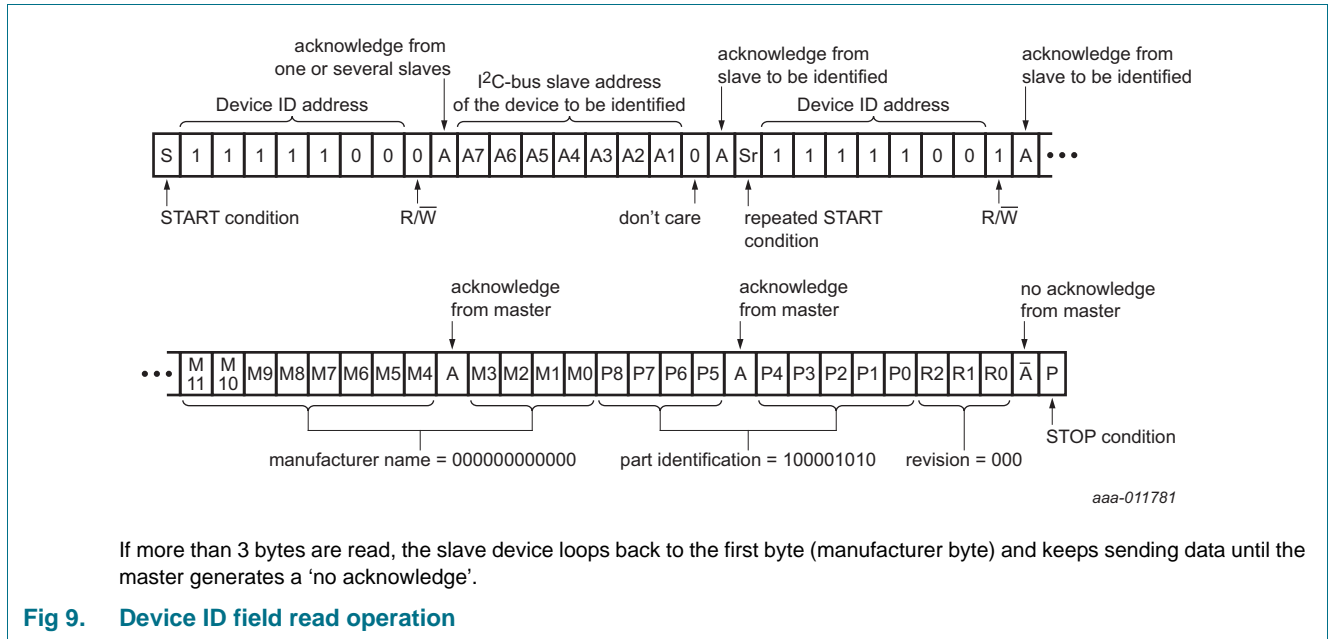 acknowledge from
one or several slaves
I2C-bus slave address
of the device to be identified
acknowledge from
slave to be identified
acknowledge from
slave to be identified
Device ID address
Device ID address
S 1 1 1 1 1 0 0 0 A A7 A6 A5 A4 A3 A2 A1 0 A Sr 1 1 1 1 1 0 0 1 A •••
START condition R/W̅ don't care repeated START
condition
R/W̅
acknowledge
from master
acknowledge
from master
no acknowledge
from master
••• M11 M10 M9 M8 M7 M6 M5 M4 A M3 M2 M1 M0 P8 P7 P6 P5 A P4 P3 P2 P1 P0 R2 R1 R0 A̅ P
STOP condition
manufacturer name = 000000000000 part identification = 100001010 revision = 000
aaa-011781
If more than 3 bytes are read, the slave device loops back to the first byte (manufacturer byte) and keeps sending data until the
master generates a ‘no acknowledge’.
Fig 9. Device ID field read operation